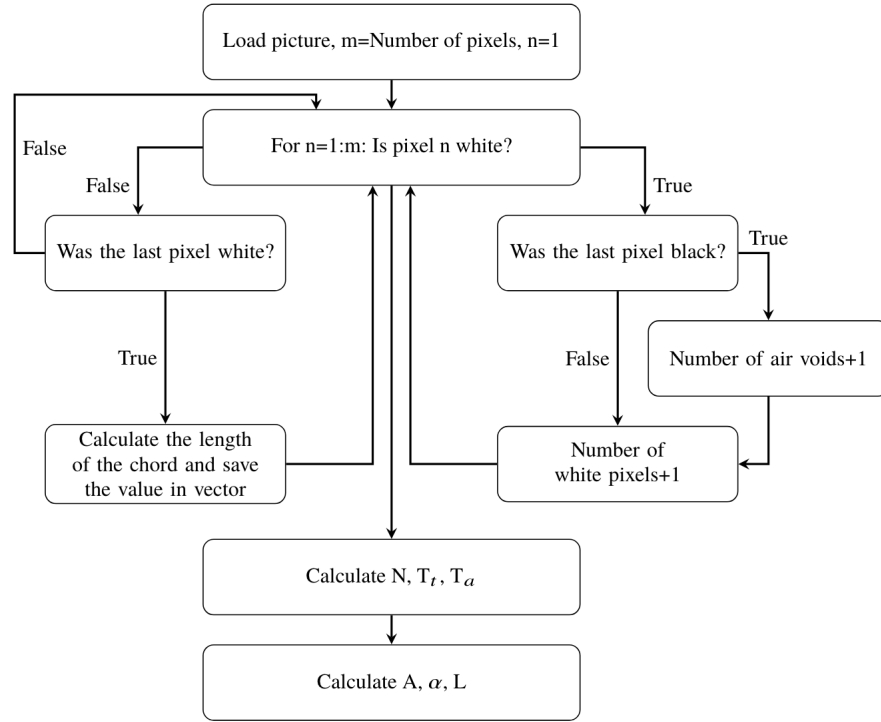 Load picture, m=Number of pixels, n=1
For n=1:m: Is pixel n white?
False
False
True
Was the last pixel white?
Was the last pixel black?
True
True
False
Number of air voids+1
Calculate the length
of the chord and save
the value in vector
Number of
white pixels+1
Calculate N, Tₜ, Tₐ
Calculate A, α, L